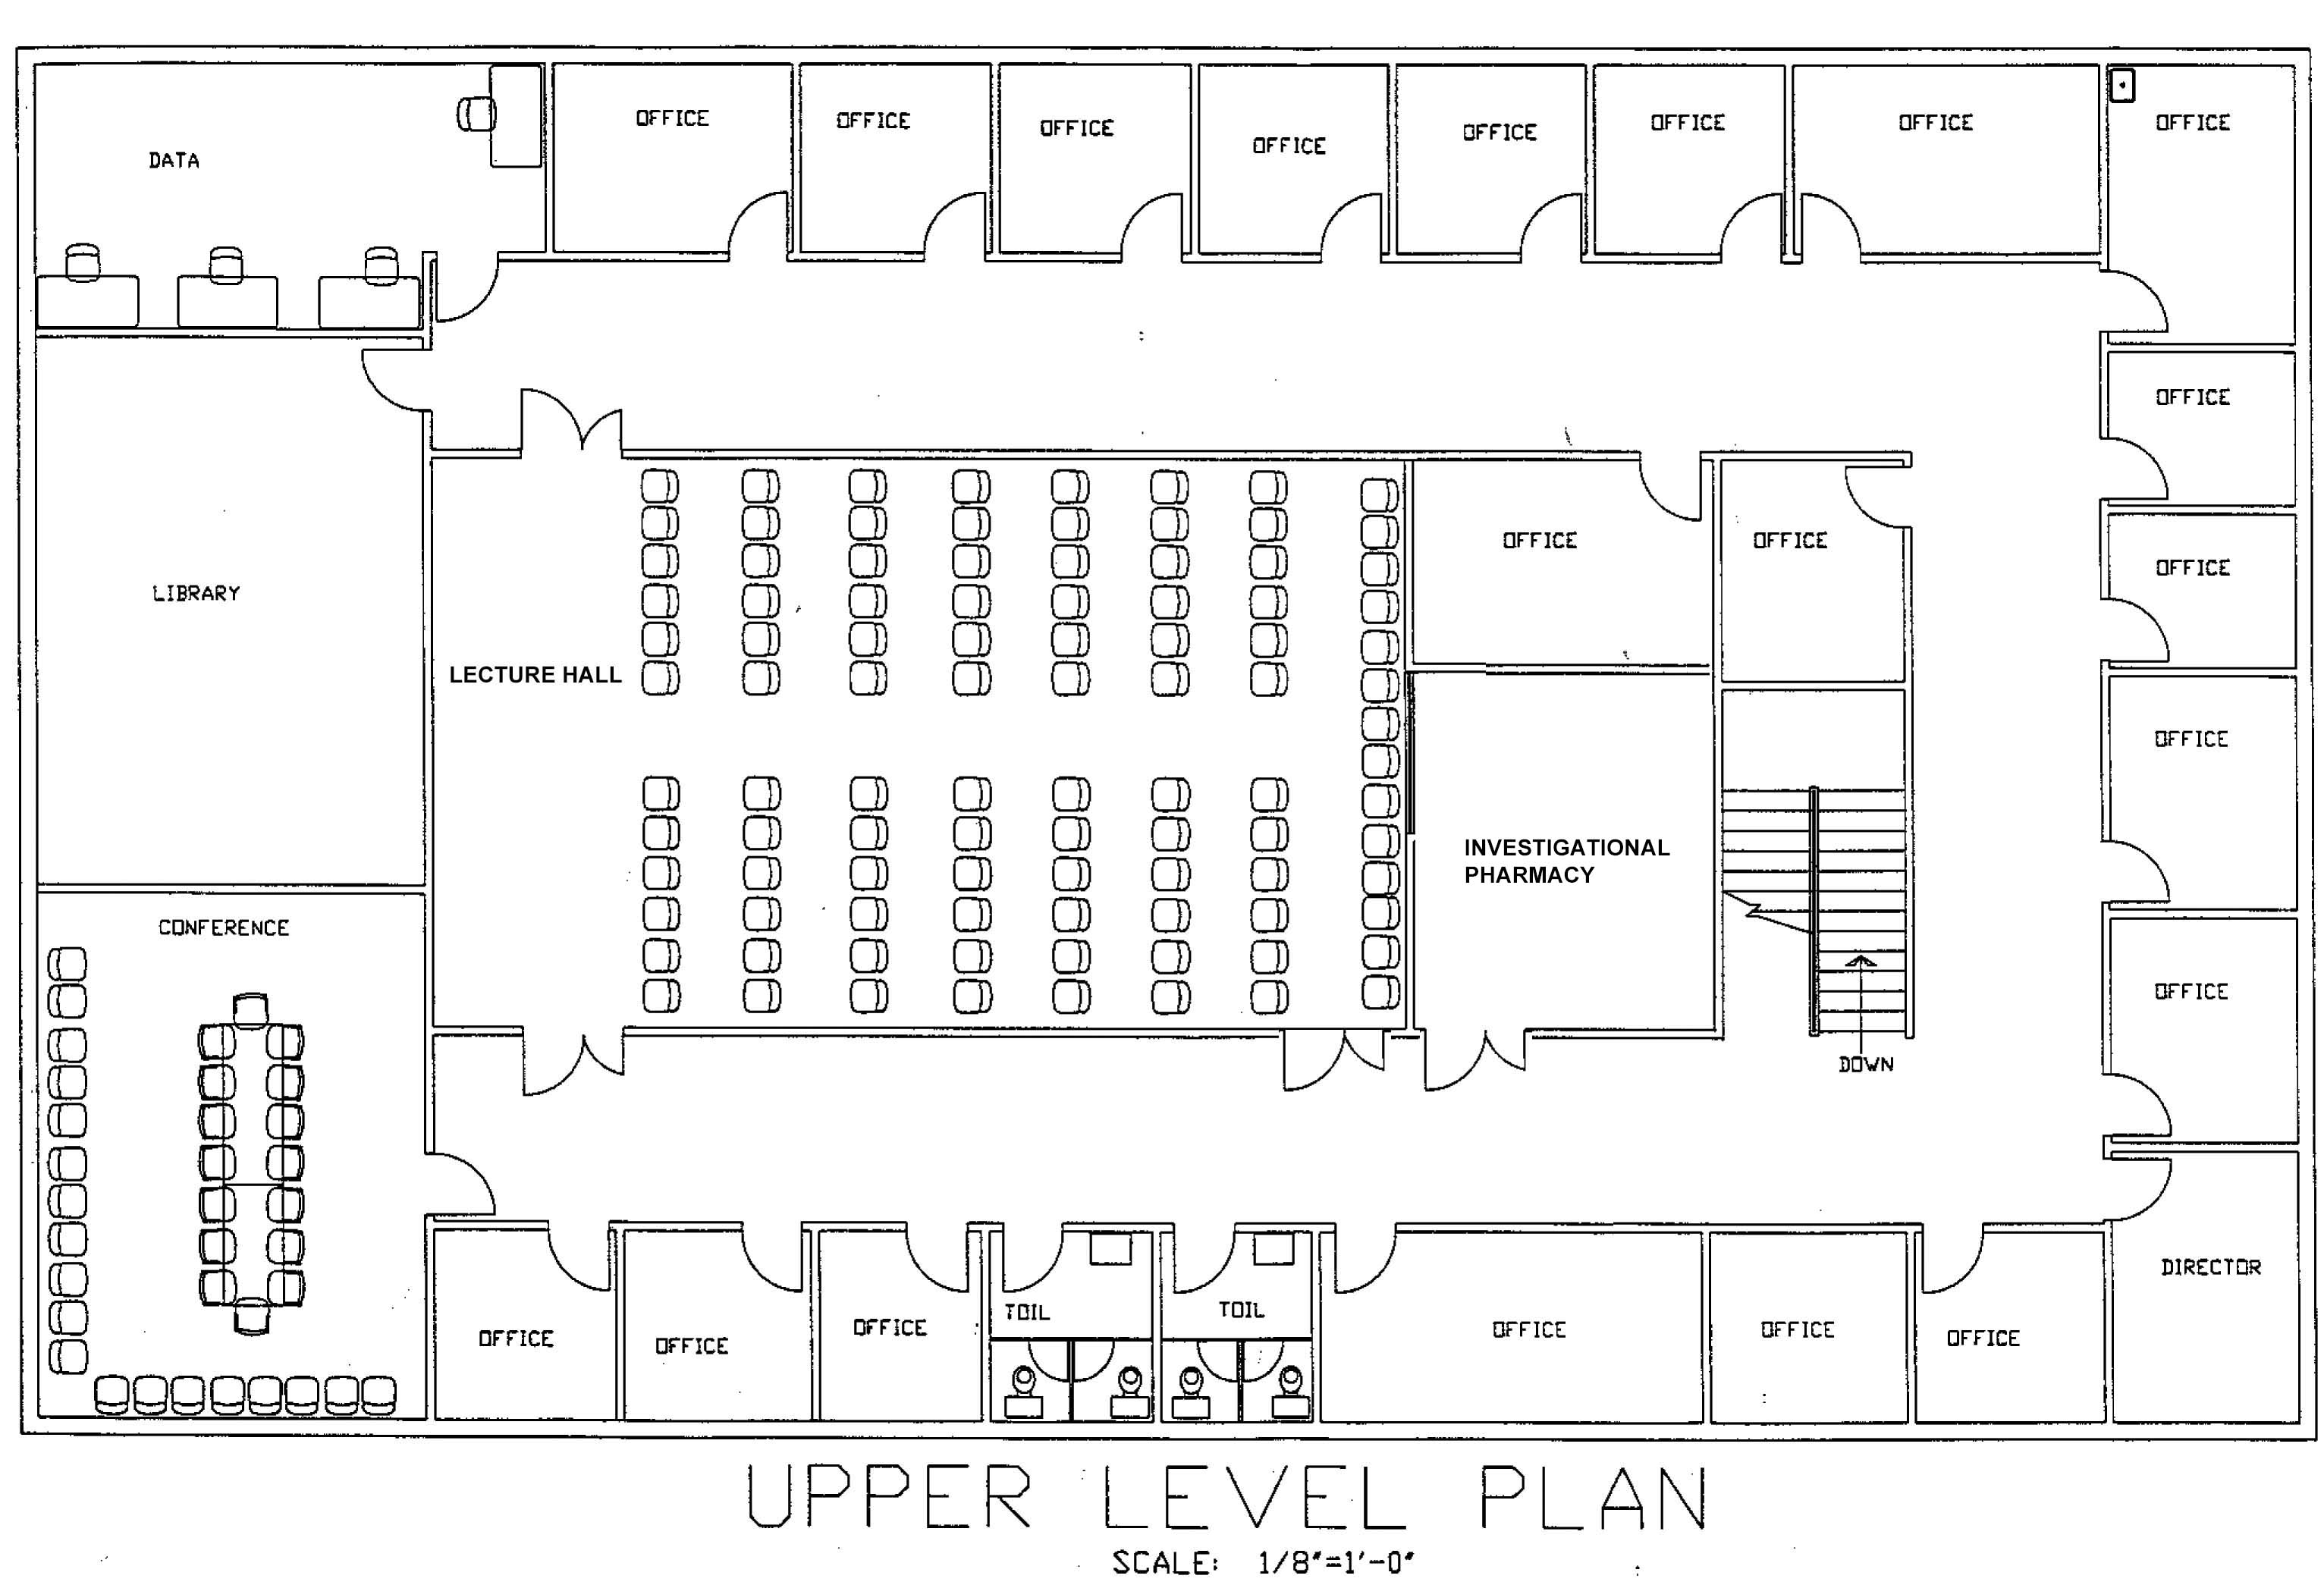 OFFICE
OFFICE
OFFICE
OFFICE
OFFICE
OFFICE
OFFICE
OFFICE
DATA
OFFICE
OFFICE
OFFICE
OFFICE
LIBRARY
LECTURE HALL
OFFICE
INVESTIGATIONAL
PHARMACY
CONFERENCE
OFFICE
DOWN
DIRECTOR
OFFICE
OFFICE
OFFICE
TOIL
TOIL
OFFICE
OFFICE
OFFICE
UPPER LEVEL PLAN
SCALE: 1/8"=1'-0"